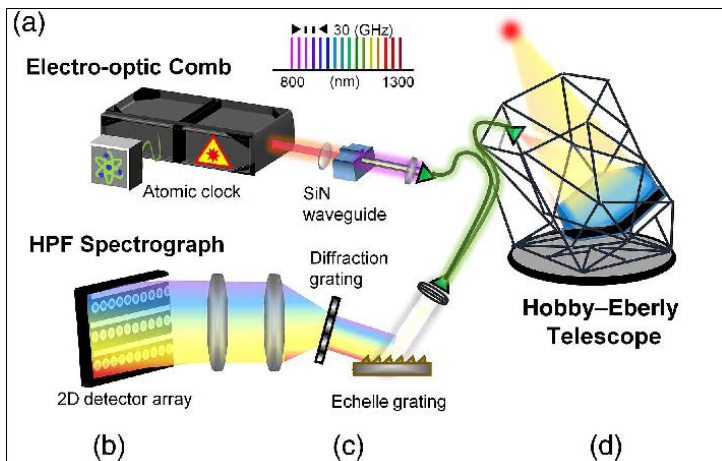 (a)
30 (GHz)
800 (nm) 1300
Electro-optic Comb
Atomic clock
SiN
waveguide
HPF Spectrograph
Diffraction
grating
2D detector array
Echelle grating
Hobby–Eberly
Telescope
(b) (c) (d)